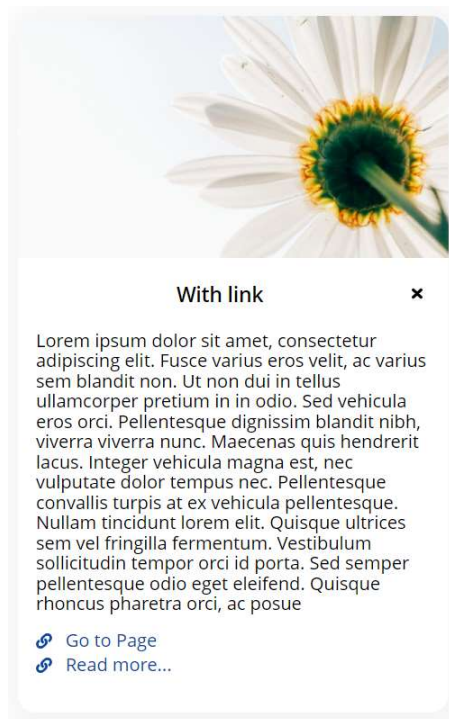 With link
Lorem ipsum dolor sit amet, consectetur
adipiscing elit. Fusce varius eros velit, ac varius
sem blandit non. Ut non dui in tellus
ullamcorper pretium in in odio. Sed vehicula
eros orci. Pellentesque dignissim blandit nibh,
viverra viverra nunc. Maecenas quis hendrerit
lacus. Integer vehicula magna est, nec
vulputate dolor tempus nec. Pellentesque
convallis turpis at ex vehicula pellentesque.
Nullam tincidunt lorem elit. Quisque ultrices
sem vel fringilla fermentum. Vestibulum
sollicitudin tempor orci id porta. Sed semper
pellentesque odio eget eleifend. Quisque
rhoncus pharetra orci, ac posue
Go to Page
Read more...